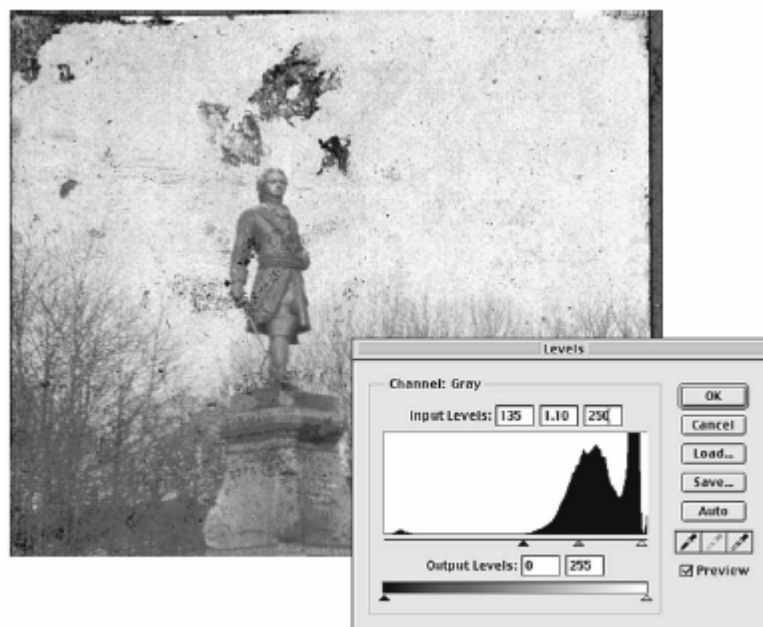 Levels
Channel: Gray
Input Levels: 135 1.10 250
Output Levels: 0 255
OK
Cancel
Load...
Save...
Auto
Preview